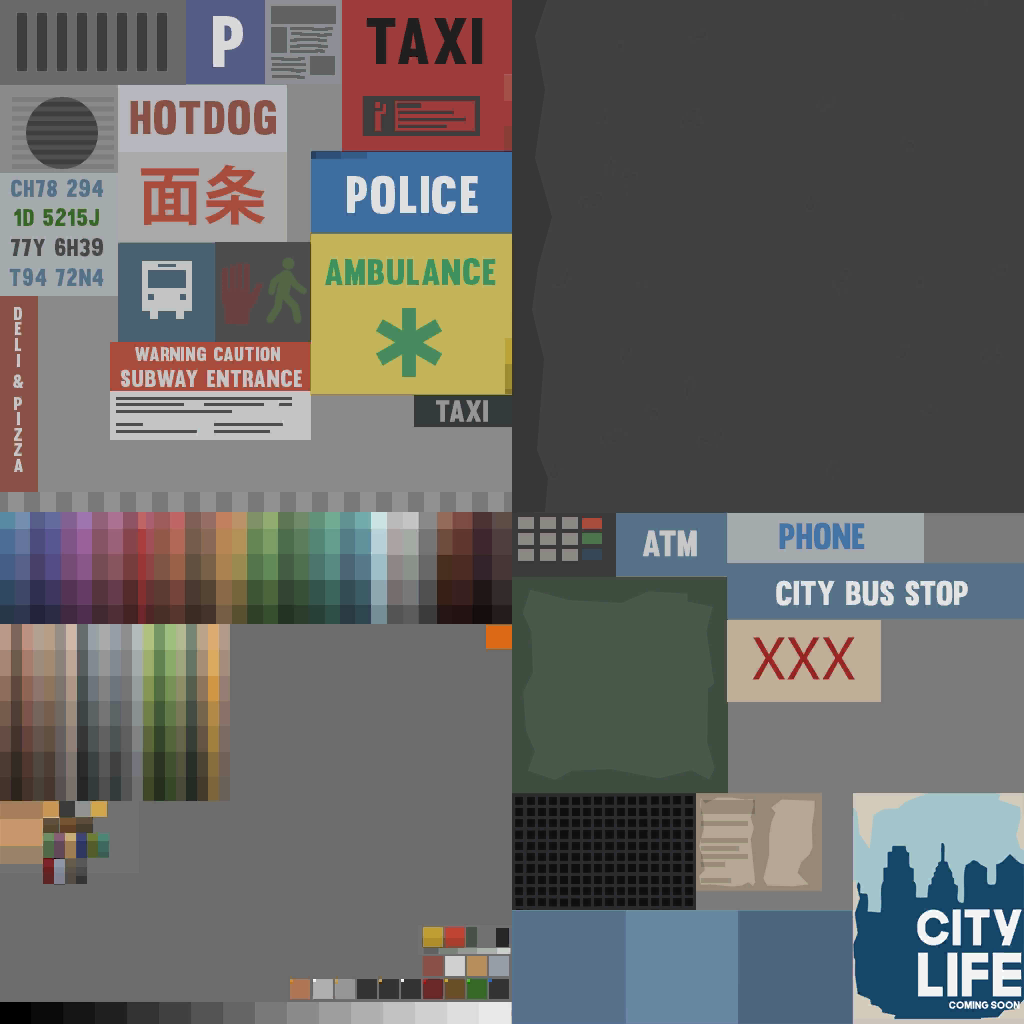 P
TAXI
HOTDOG
面条
CH78 294
1D 5215J
77Y 6H39
T94 72N4
POLICE
AMBULANCE
WARNING CAUTION
SUBWAY ENTRANCE
DELI & PIZZA
TAXI
ATM
PHONE
CITY BUS STOP
XXX
CITY
LIFE
COMING SOON